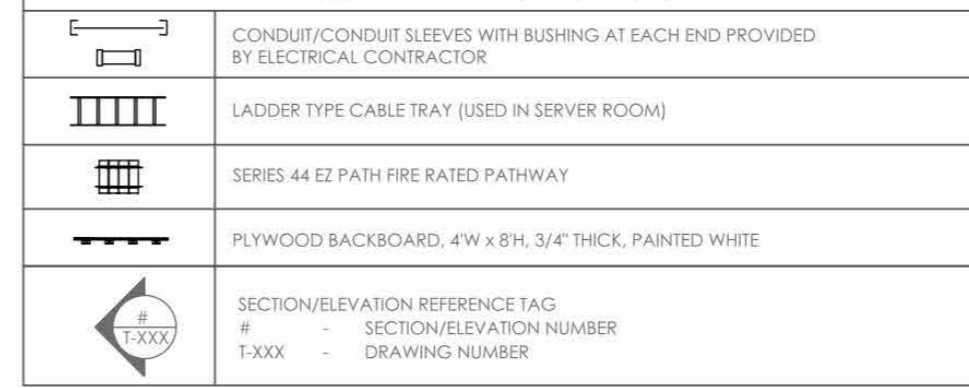 CONDUIT/CONDUIT SLEEVES WITH BUSHING AT EACH END PROVIDED
BY ELECTRICAL CONTRACTOR
LADDER TYPE CABLE TRAY (USED IN SERVER ROOM)
SERIES 44 EZ PATH FIRE RATED PATHWAY
PLYWOOD BACKBOARD, 4'W x 8'H, 3/4" THICK, PAINTED WHITE
#
T-XXX
SECTION/ELEVATION REFERENCE TAG
# - SECTION/ELEVATION NUMBER
T-XXX - DRAWING NUMBER